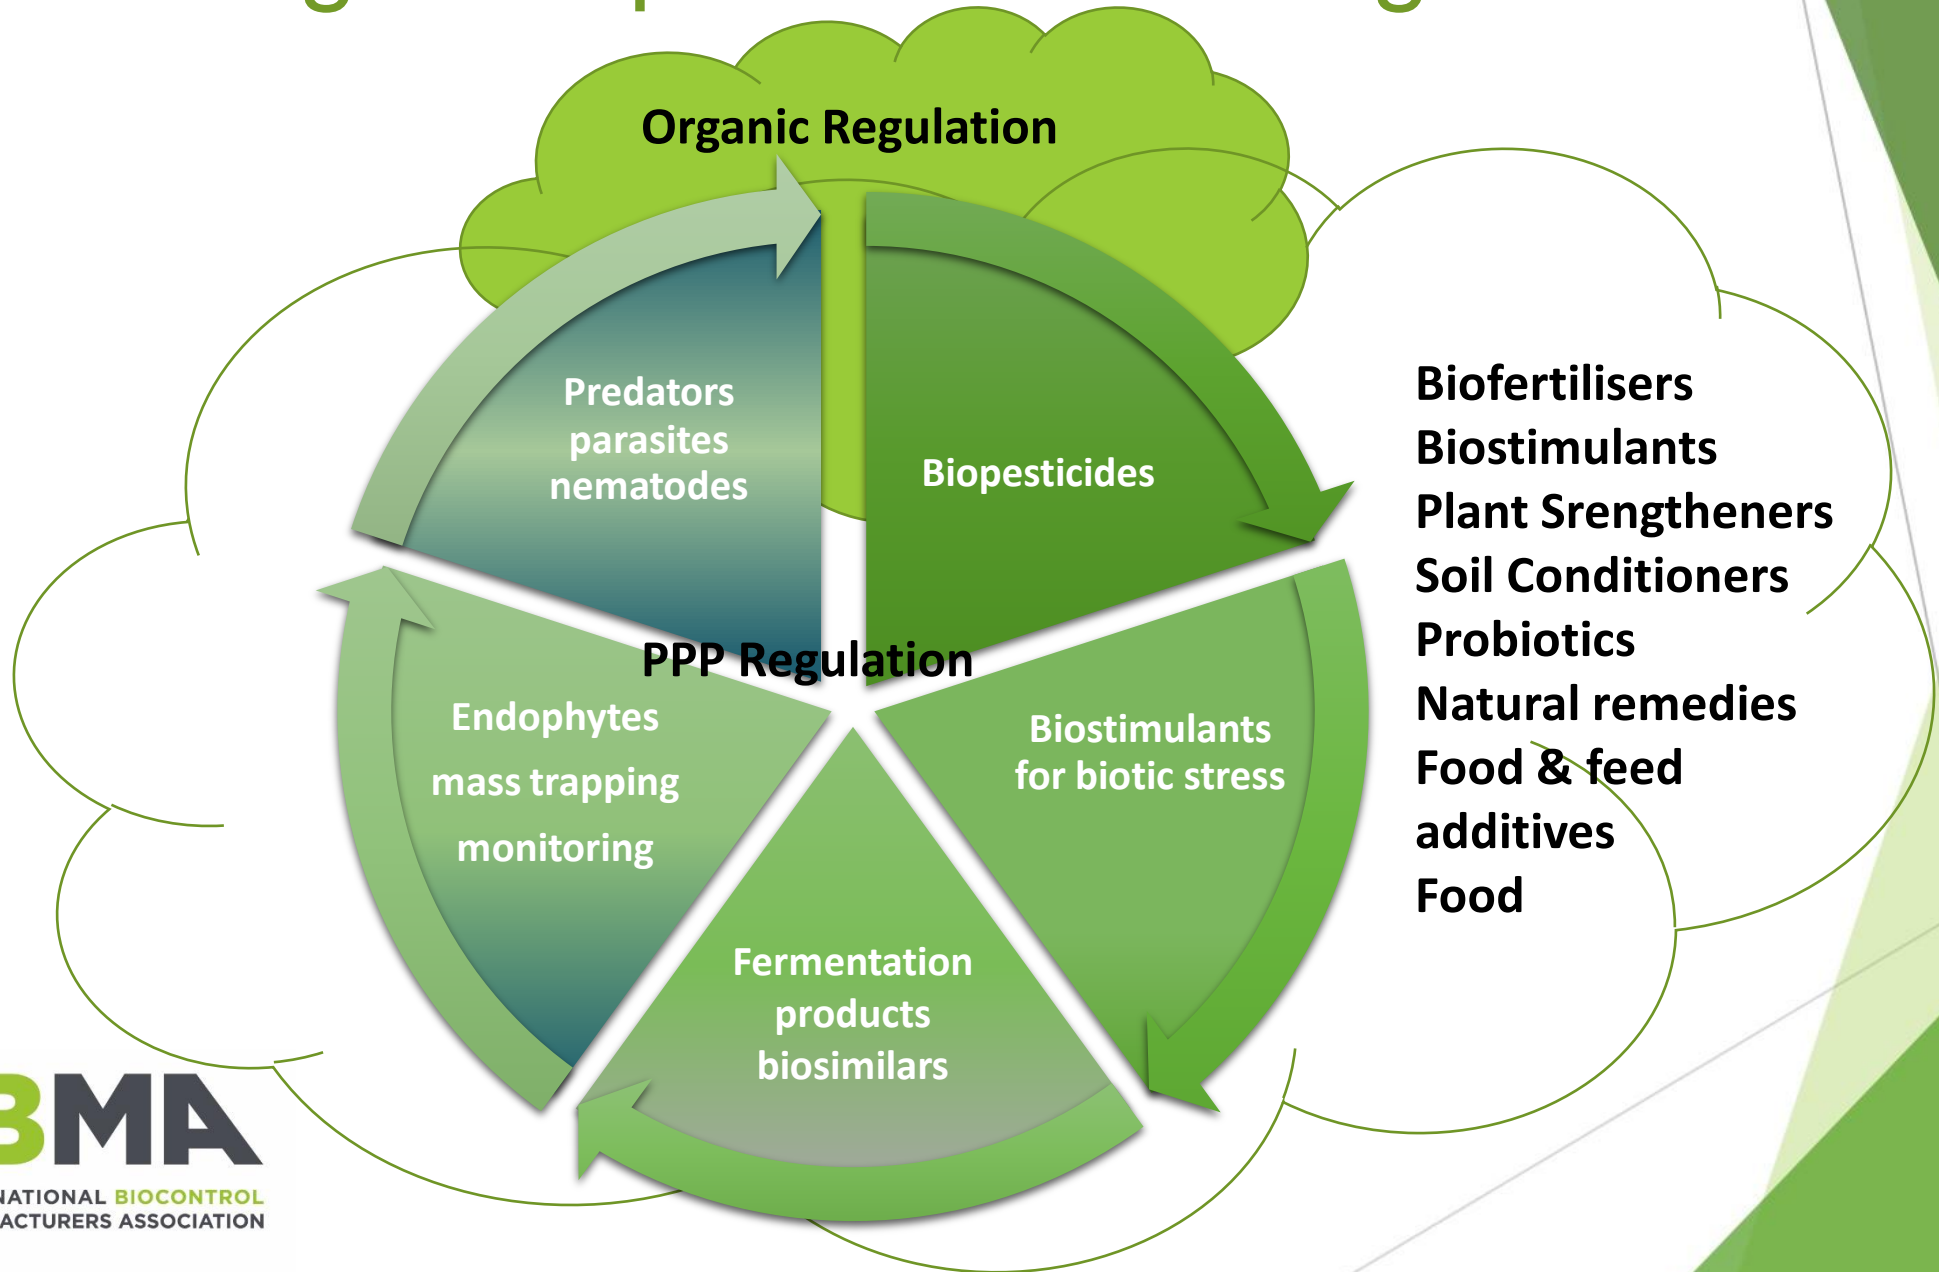 Organic Regulation
Predators
parasites
nematodes
Biopesticides
PPP Regulation
Endophytes
mass trapping
monitoring
Biostimulants
for biotic stress
Fermentation
products
biosimilars
Biofertilisers
Biostimulants
Plant Srengtheners
Soil Conditioners
Probiotics
Natural remedies
Food & feed
additives
Food
BMA
NATIONAL BIOCONTROL
ACTURERS ASSOCIATION